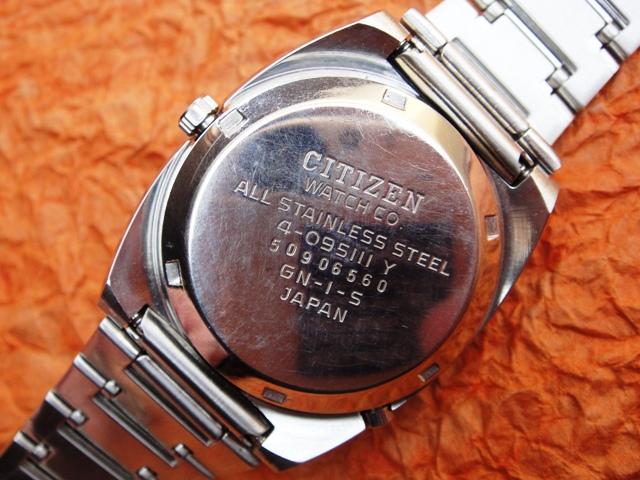 CITIZEN
WATCH CO.
ALL STAINLESS STEEL
4-095111 Y
50906560
GN-1-S
JAPAN